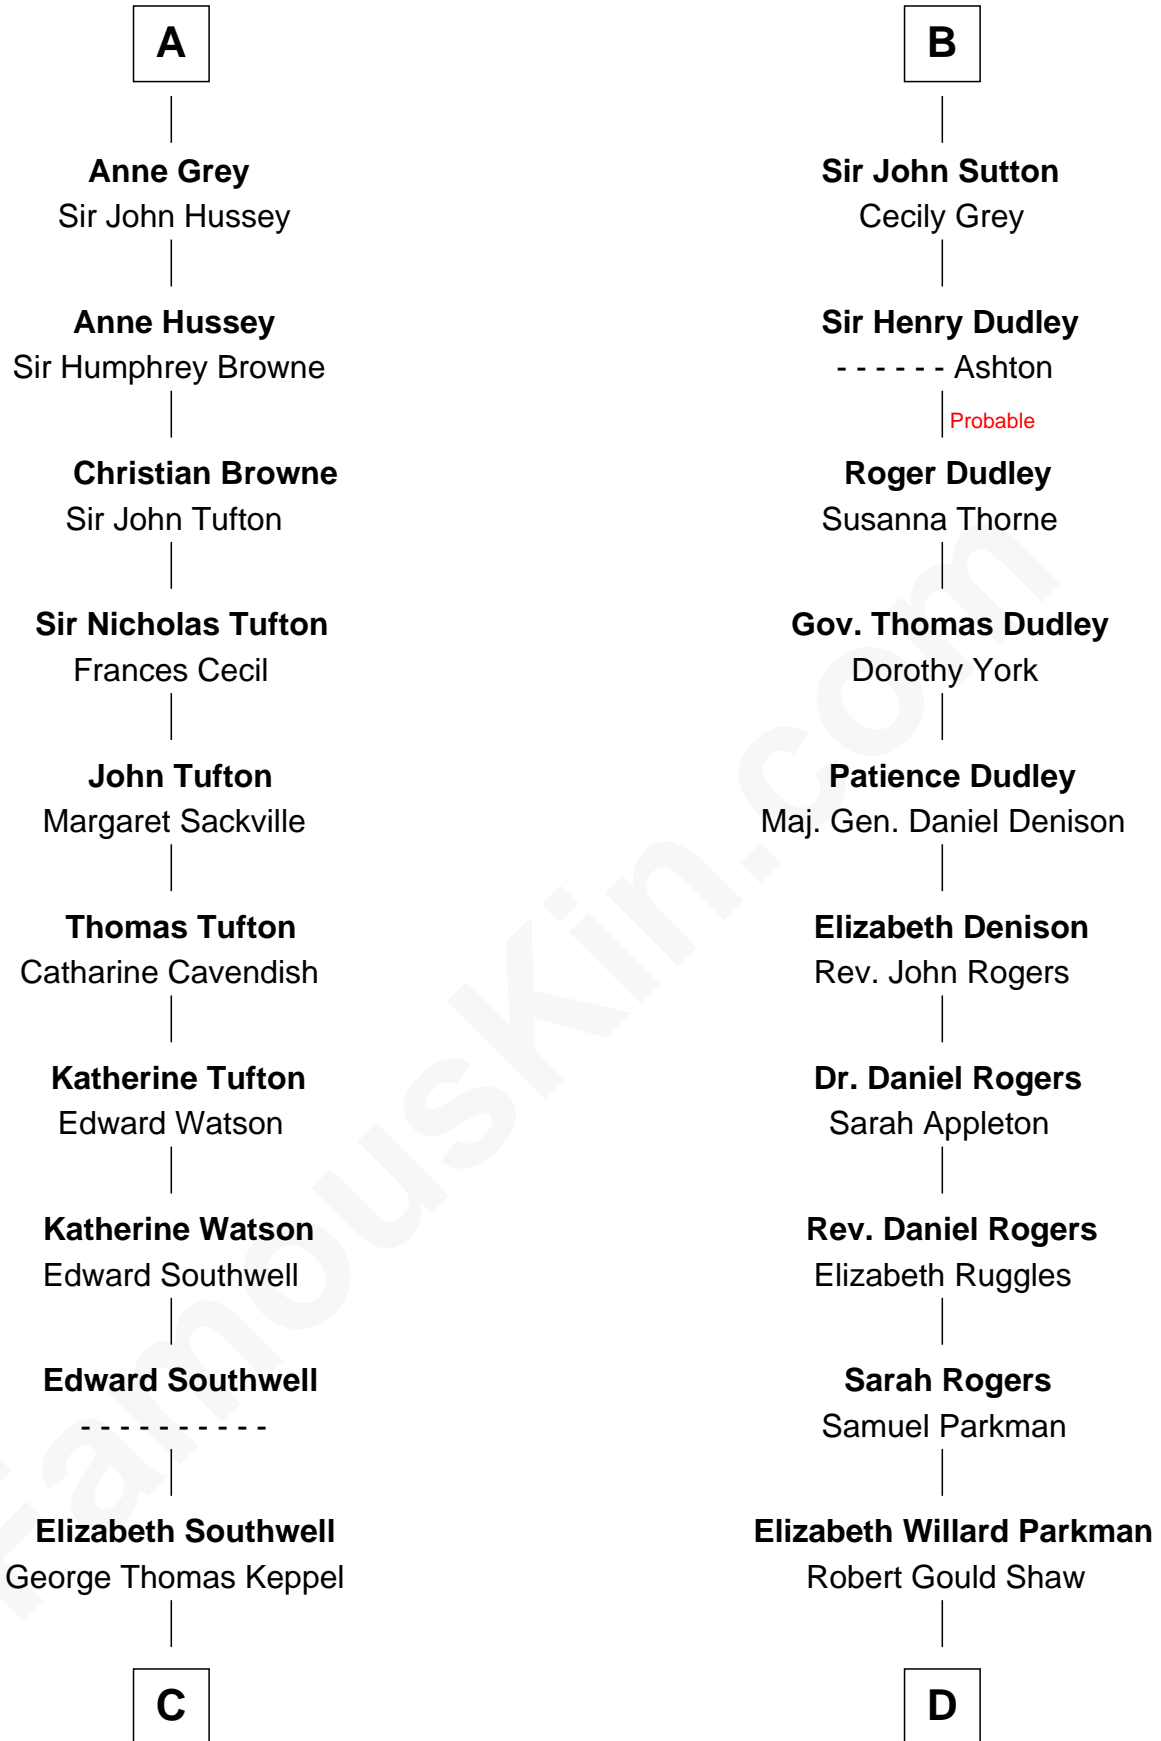 A
Anne Grey
Sir John Hussey
Anne Hussey
Sir Humphrey Browne
Christian Browne
Sir John Tufton
Sir Nicholas Tufton
Frances Cecil
John Tufton
Margaret Sackville
Thomas Tufton
Catharine Cavendish
Katherine Tufton
Edward Watson
Katherine Watson
Edward Southwell
Edward Southwell
- - - - - - - - - -
Elizabeth Southwell
George Thomas Keppel
C
B
Sir John Sutton
Cecily Grey
Sir Henry Dudley
- - - - - - Ashton
Probable
Roger Dudley
Susanna Thorne
Gov. Thomas Dudley
Dorothy York
Patience Dudley
Maj. Gen. Daniel Denison
Elizabeth Denison
Rev. John Rogers
Dr. Daniel Rogers
Sarah Appleton
Rev. Daniel Rogers
Elizabeth Ruggles
Sarah Rogers
Samuel Parkman
Elizabeth Willard Parkman
Robert Gould Shaw
D
FamousKin.com